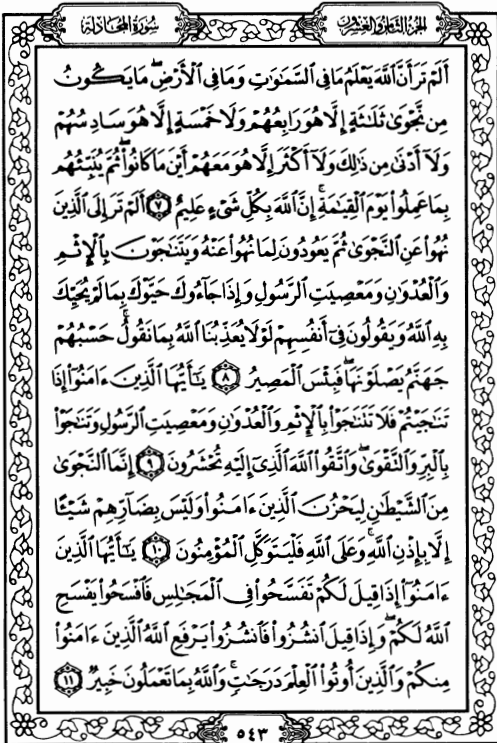 الجزء الثامن والعشرون
سورة المجادلة
أَلَمْ تَرَ أَنَّ ٱللَّهَ يَعْلَمُ مَا فِى ٱلسَّمَٰوَٰتِ وَمَا فِى ٱلْأَرْضِ ۖ مَا يَكُونُ
مِن نَّجْوَىٰ ثَلَٰثَةٍ إِلَّا هُوَ رَابِعُهُمْ وَلَا خَمْسَةٍ إِلَّا هُوَ سَادِسُهُمْ
وَلَآ أَدْنَىٰ مِن ذَٰلِكَ وَلَآ أَكْثَرَ إِلَّا هُوَ مَعَهُمْ أَيْنَ مَا كَانُوا۟ ۖ ثُمَّ يُنَبِّئُهُم
بِمَا عَمِلُوا۟ يَوْمَ ٱلْقِيَٰمَةِ ۚ إِنَّ ٱللَّهَ بِكُلِّ شَىْءٍ عَلِيمٌ ٧ أَلَمْ تَرَ إِلَى ٱلَّذِينَ
نُهُوا۟ عَنِ ٱلنَّجْوَىٰ ثُمَّ يَعُودُونَ لِمَا نُهُوا۟ عَنْهُ وَيَتَنَٰجَوْنَ بِٱلْإِثْمِ
وَٱلْعُدْوَٰنِ وَمَعْصِيَتِ ٱلرَّسُولِ وَإِذَا جَآءُوكَ حَيَّوْكَ بِمَا لَمْ يُحَيِّكَ
بِهِ ٱللَّهُ وَيَقُولُونَ فِىٓ أَنفُسِهِمْ لَوْلَا يُعَذِّبُنَا ٱللَّهُ بِمَا نَقُولُ ۚ حَسْبُهُمْ
جَهَنَّمُ يَصْلَوْنَهَا ۖ فَبِئْسَ ٱلْمَصِيرُ ٨ يَٰٓأَيُّهَا ٱلَّذِينَ ءَامَنُوٓا۟ إِذَا
تَنَٰجَيْتُمْ فَلَا تَتَنَٰجَوْا۟ بِٱلْإِثْمِ وَٱلْعُدْوَٰنِ وَمَعْصِيَتِ ٱلرَّسُولِ وَتَنَٰجَوْا۟
بِٱلْبِرِّ وَٱلتَّقْوَىٰ ۖ وَٱتَّقُوا۟ ٱللَّهَ ٱلَّذِىٓ إِلَيْهِ تُحْشَرُونَ ٩ إِنَّمَا ٱلنَّجْوَىٰ
مِنَ ٱلشَّيْطَٰنِ لِيَحْزُنَ ٱلَّذِينَ ءَامَنُوا۟ وَلَيْسَ بِضَآرِّهِمْ شَيْـًٔا
إِلَّا بِإِذْنِ ٱللَّهِ ۚ وَعَلَى ٱللَّهِ فَلْيَتَوَكَّلِ ٱلْمُؤْمِنُونَ ١٠ يَٰٓأَيُّهَا ٱلَّذِينَ
ءَامَنُوٓا۟ إِذَا قِيلَ لَكُمْ تَفَسَّحُوا۟ فِى ٱلْمَجَٰلِسِ فَٱفْسَحُوا۟ يَفْسَحِ
ٱللَّهُ لَكُمْ ۖ وَإِذَا قِيلَ ٱنشُزُوا۟ فَٱنشُزُوا۟ يَرْفَعِ ٱللَّهُ ٱلَّذِينَ ءَامَنُوا۟
مِنكُمْ وَٱلَّذِينَ أُوتُوا۟ ٱلْعِلْمَ دَرَجَٰتٍ ۚ وَٱللَّهُ بِمَا تَعْمَلُونَ خَبِيرٌ ١١
٥٤٣